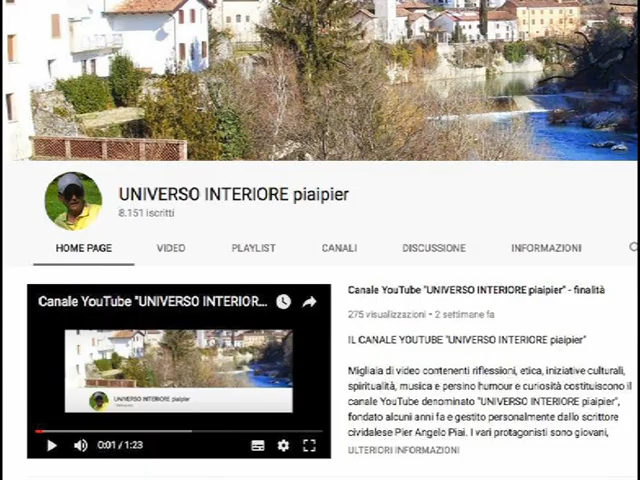 UNIVERSO INTERIORE piaipier
8.151 iscritti
HOME PAGE VIDEO PLAYLIST CANALI DISCUSSIONE INFORMAZIONI
Canale YouTube "UNIVERSO INTERIOR...
UNIVERSO INTERIORE piaipier
0:01 / 1:23
Canale YouTube "UNIVERSO INTERIORE piaipier" - finalità
275 visualizzazioni • 2 settimane fa
IL CANALE YOUTUBE "UNIVERSO INTERIORE piaipier"
Migliaia di video contenenti riflessioni, etica, iniziative culturali,
spiritualità, musica e persino humour e curiosità costituiscono il
canale YouTube denominato "UNIVERSO INTERIORE piaipier",
fondato alcuni anni fa e gestito personalmente dallo scrittore
cividalese Pier Angelo Piai. I vari protagonisti sono giovani,
ULTERIORI INFORMAZIONI